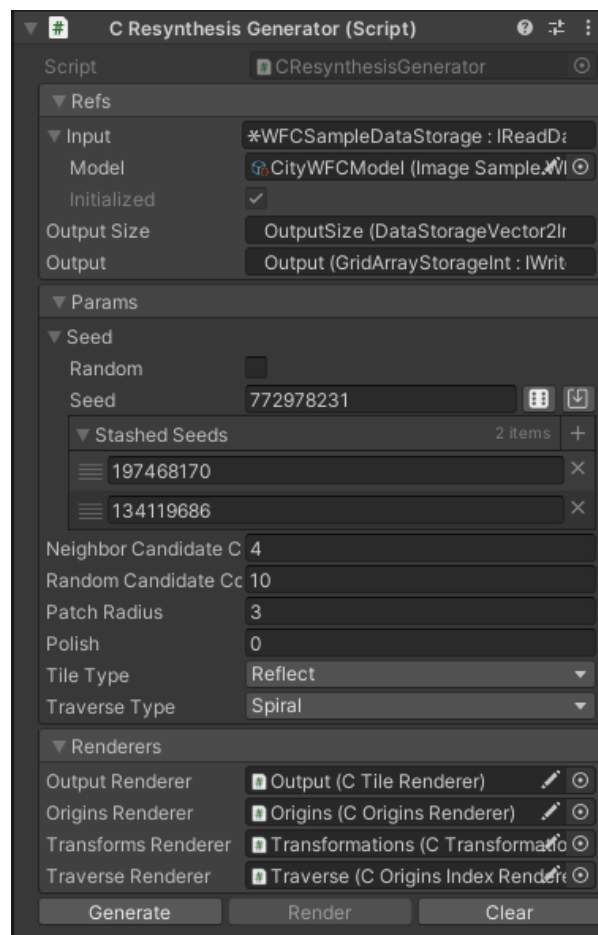 # C Resynthesis Generator (Script)
Script CResynthesisGenerator
Refs
Input *WFCSampleDataStorage : IReadDa
Model CityWFCModel (Image Sample WF
Initialized
Output Size OutputSize (DataStorageVector2In
Output Output (GridArrayStorageInt : IWrit
Params
Seed
Random
Seed 772978231
Stashed Seeds 2 items +
197468170
134119686
Neighbor Candidate C 4
Random Candidate Co 10
Patch Radius 3
Polish 0
Tile Type Reflect
Traverse Type Spiral
Renderers
Output Renderer Output (C Tile Renderer)
Origins Renderer Origins (C Origins Renderer)
Transforms Renderer Transformations (C Transformatio
Traverse Renderer Traverse (C Origins Index Rendere
Generate Render Clear